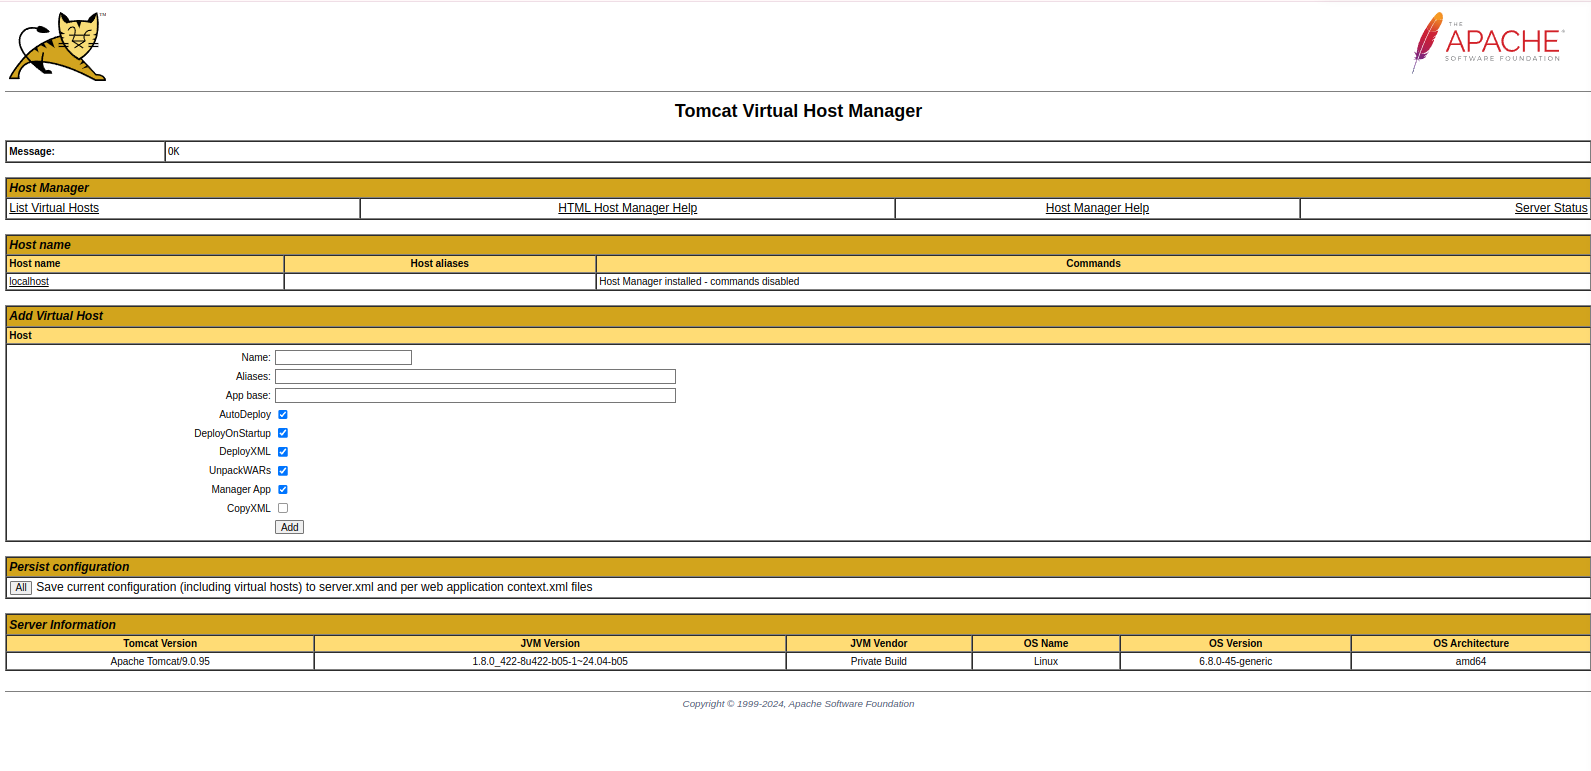 TM
THE
APACHE®
SOFTWARE FOUNDATION
Tomcat Virtual Host Manager
Message: OK
Host Manager
List Virtual Hosts HTML Host Manager Help Host Manager Help Server Status
Host name
Host name Host aliases Commands
localhost Host Manager installed - commands disabled
Add Virtual Host
Host
Name:
Aliases:
App base:
AutoDeploy
DeployOnStartup
DeployXML
UnpackWARs
Manager App
CopyXML
Add
Persist configuration
All Save current configuration (including virtual hosts) to server.xml and per web application context.xml files
Server Information
Tomcat Version JVM Version JVM Vendor OS Name OS Version OS Architecture
Apache Tomcat/9.0.95 1.8.0_422-8u422-b05-1~24.04-b05 Private Build Linux 6.8.0-45-generic amd64
Copyright © 1999-2024, Apache Software Foundation